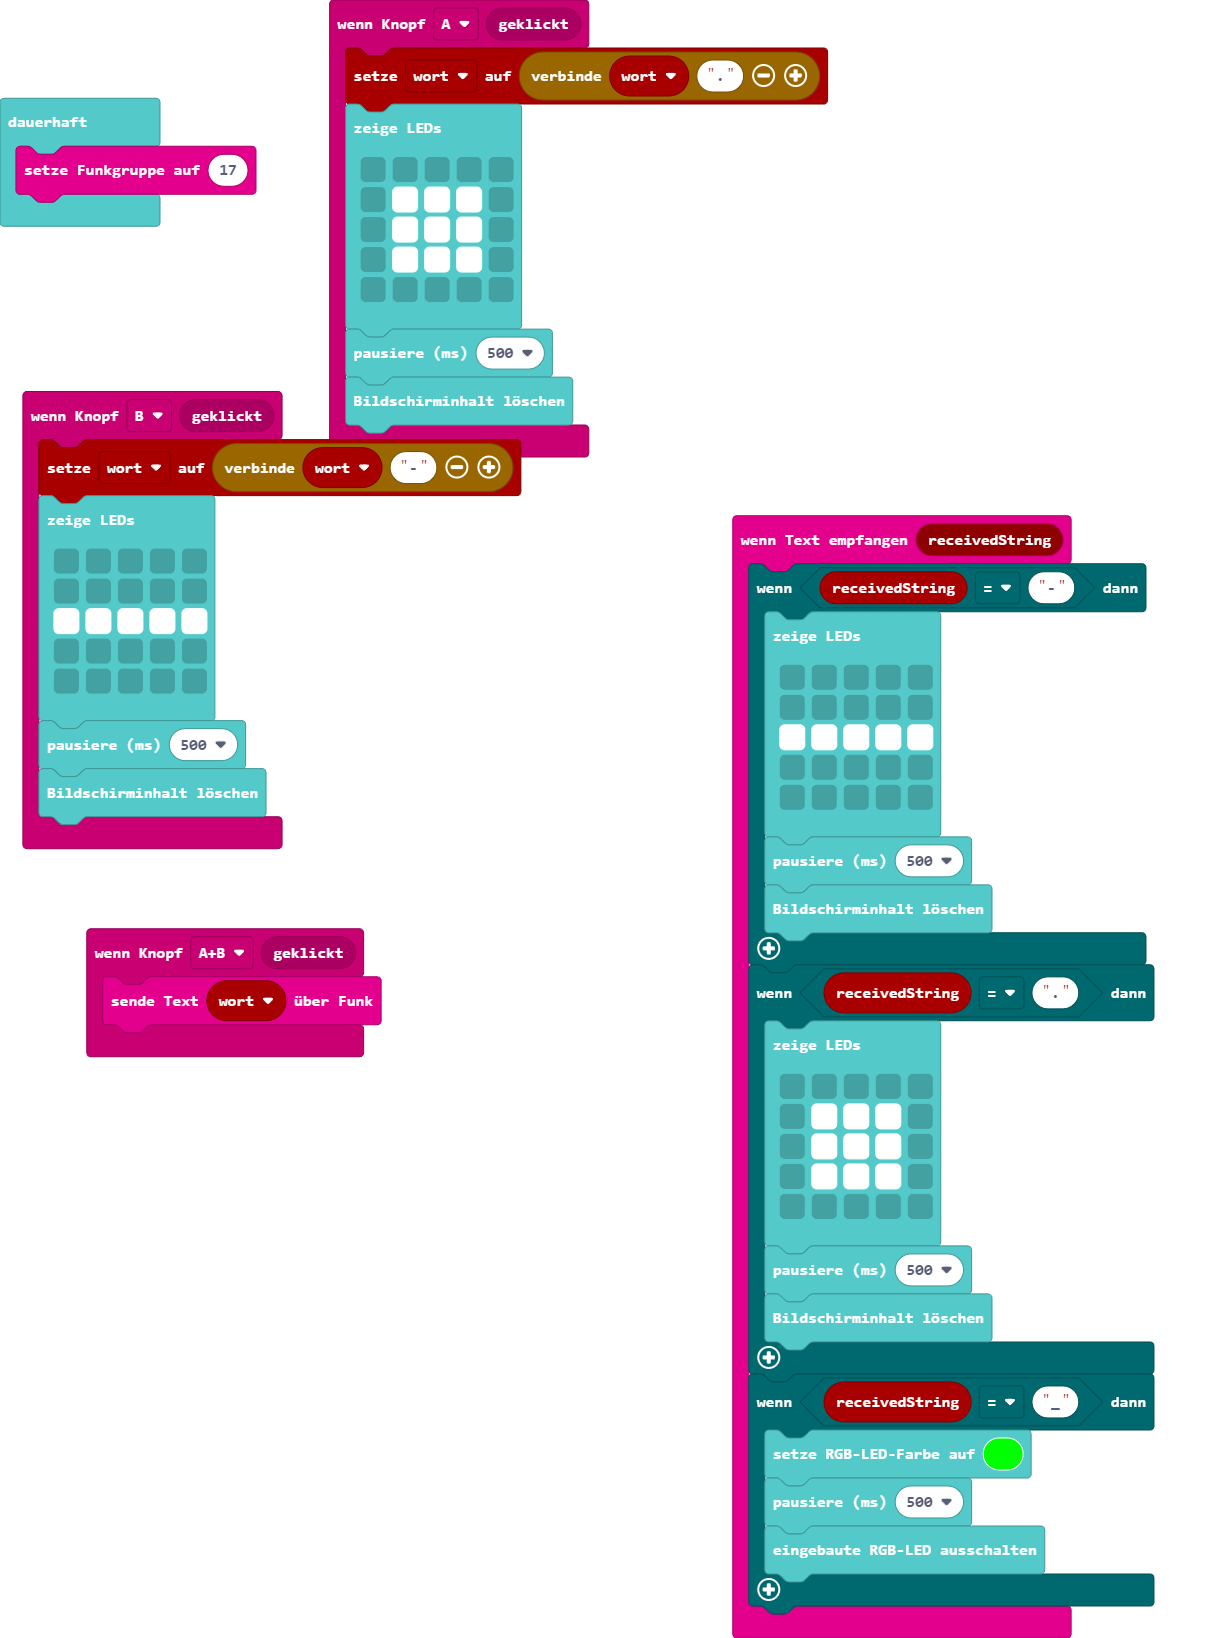 wenn Knopf A geklickt
setze wort auf verbinde wort "."
zeige LEDs
pausiere (ms) 500
Bildschirminhalt löschen
dauerhaft
setze Funkgruppe auf 17
wenn Knopf B geklickt
setze wort auf verbinde wort "-"
zeige LEDs
pausiere (ms) 500
Bildschirminhalt löschen
wenn Knopf A+B geklickt
sende Text wort über Funk
wenn Text empfangen receivedString
wenn receivedString = "-" dann
zeige LEDs
pausiere (ms) 500
Bildschirminhalt löschen
wenn receivedString = "." dann
zeige LEDs
pausiere (ms) 500
Bildschirminhalt löschen
wenn receivedString = "_" dann
setze RGB-LED-Farbe auf
pausiere (ms) 500
eingebaute RGB-LED ausschalten